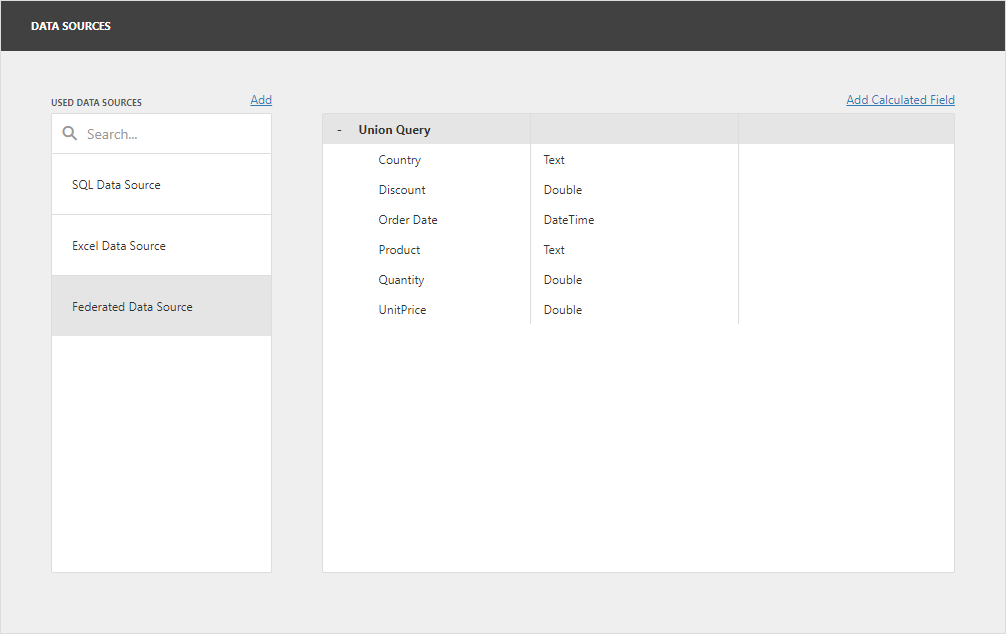 DATA SOURCES
USED DATA SOURCES Add
Search...
SQL Data Source
Excel Data Source
Federated Data Source
Add Calculated Field
- Union Query
Country Text
Discount Double
Order Date DateTime
Product Text
Quantity Double
UnitPrice Double